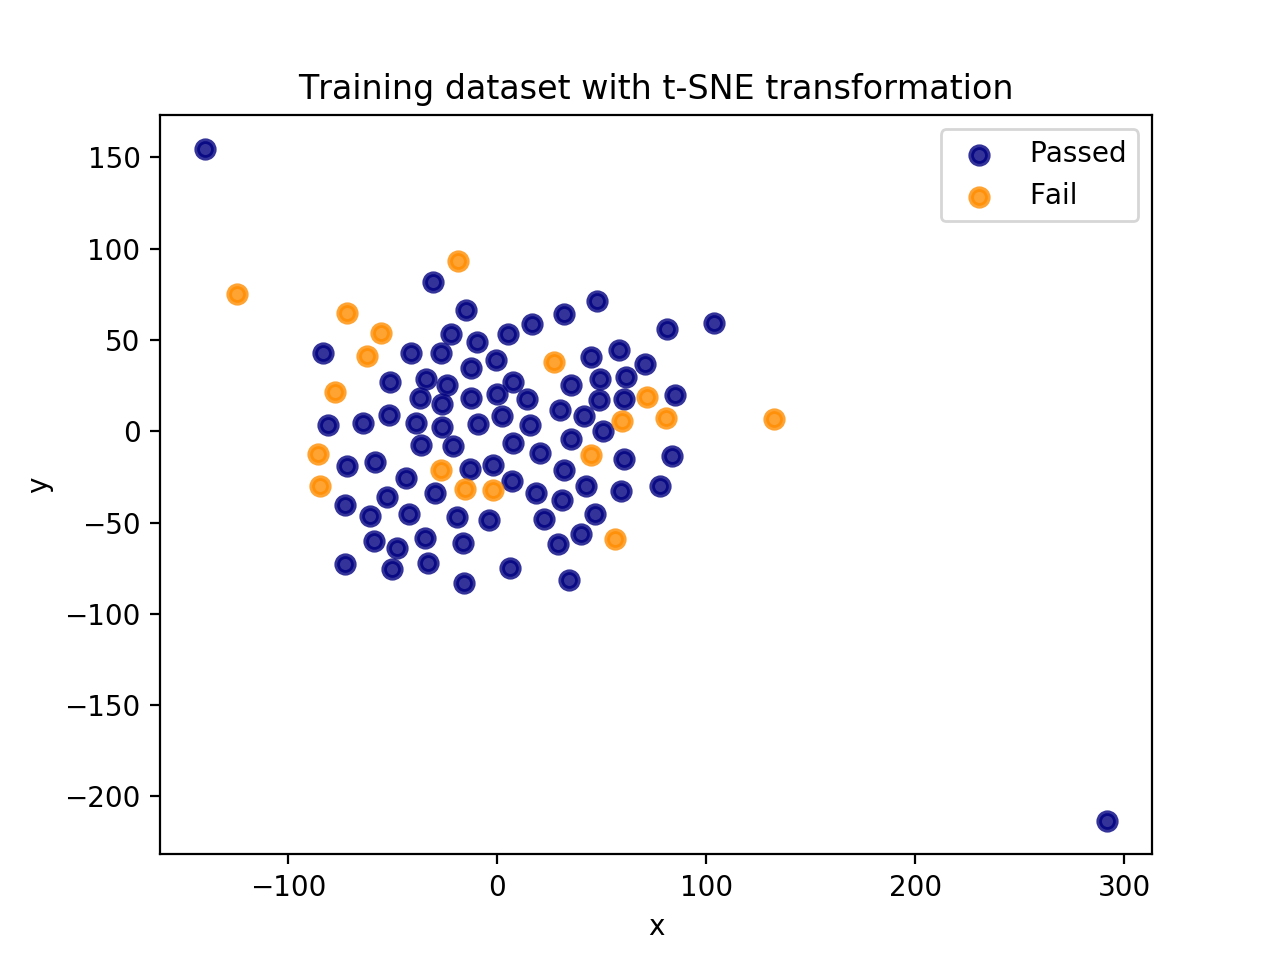 Training dataset with t-SNE transformation
Passed
Fail
150
100
50
0
−50
−100
−150
−200
y
−100
0
100
200
300
x